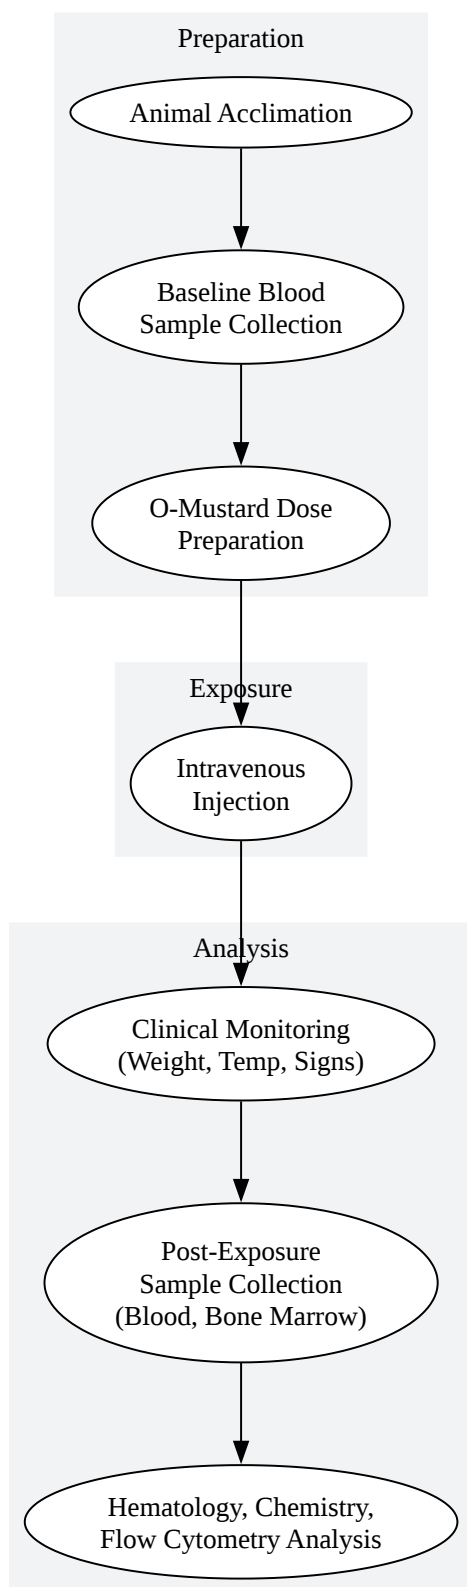 Preparation
Animal Acclimation
Baseline Blood
Sample Collection
O-Mustard Dose
Preparation
Exposure
Intravenous
Injection
Analysis
Clinical Monitoring
(Weight, Temp, Signs)
Post-Exposure
Sample Collection
(Blood, Bone Marrow)
Hematology, Chemistry,
Flow Cytometry Analysis